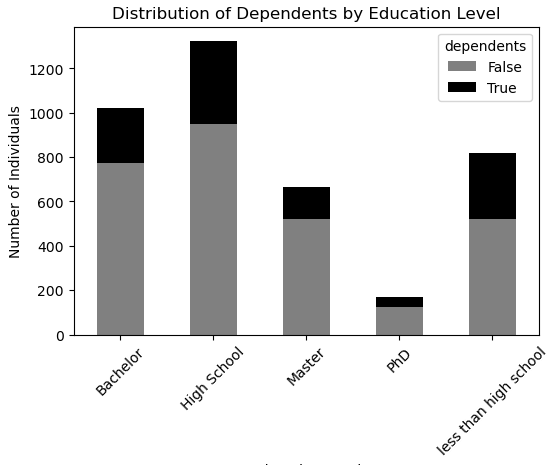 Distribution of Dependents by Education Level
dependents
False
True
Number of Individuals
1200
1000
800
600
400
200
0
Bachelor
High School
Master
PhD
less than high school